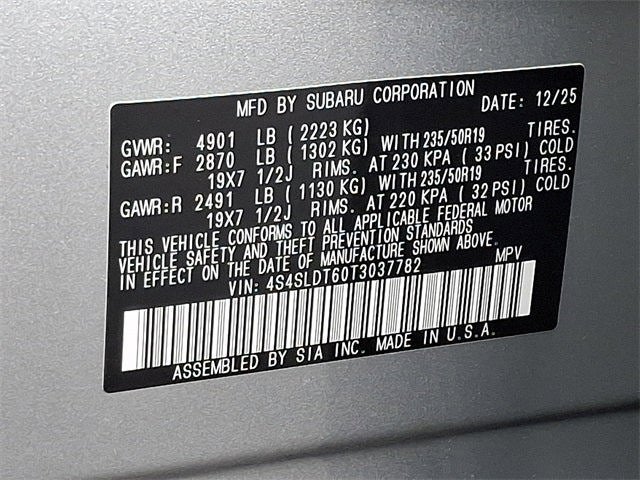 MFD BY SUBARU CORPORATION DATE: 12/25
GVWR: 4901 LB (2223 KG)
GAWR:F 2870 LB (1302 KG) WITH 235/50R19 TIRES.
19X7 1/2J RIMS. AT 230 KPA (33 PSI) COLD
GAWR:R 2491 LB (1130 KG) WITH 235/50R19 TIRES.
19X7 1/2J RIMS. AT 220 KPA (32 PSI) COLD
THIS VEHICLE CONFORMS TO ALL APPLICABLE FEDERAL MOTOR
VEHICLE SAFETY AND THEFT PREVENTION STANDARDS
IN EFFECT ON THE DATE OF MANUFACTURE SHOWN ABOVE.
VIN: 4S4SLDT60T3037782 MPV
ASSEMBLED BY SIA INC. MADE IN U.S.A.